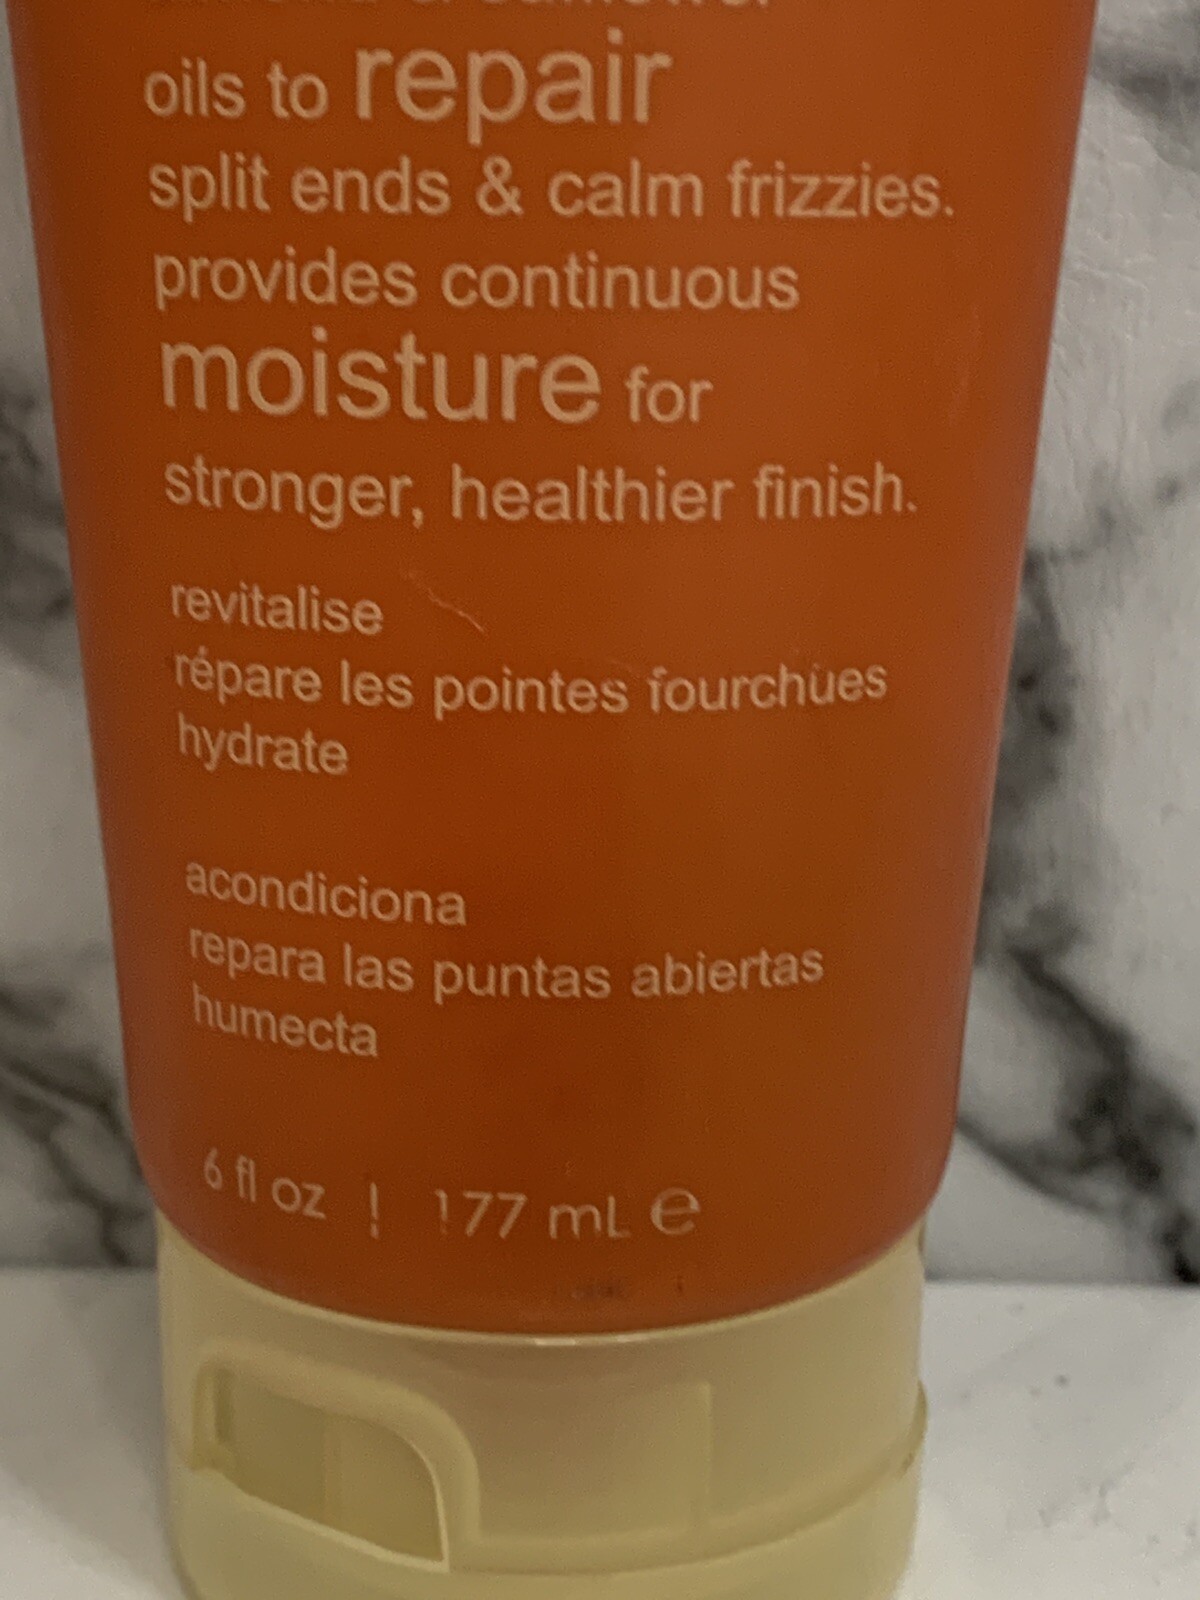 oils to repair
split ends & calm frizzies.
provides continuous
moisture for
stronger, healthier finish.
revitalise
répare les pointes fourchues
hydrate
acondiciona
repara las puntas abiertas
humecta
6 fl oz | 177 mL e